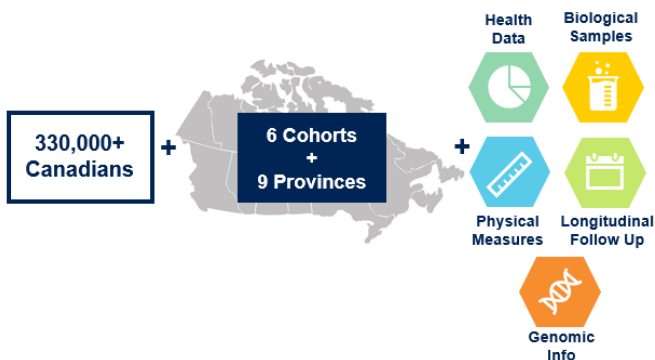 330,000+
Canadians
+
6 Cohorts
+
9 Provinces
+
Health
Data
Biological
Samples
Physical
Measures
Longitudinal
Follow Up
Genomic
Info